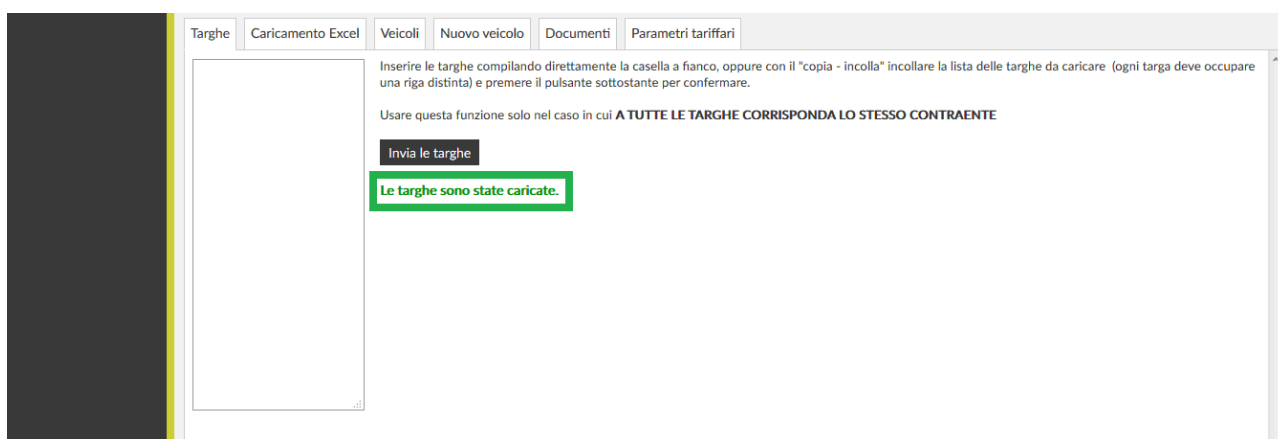 Targhe Caricamento Excel Veicoli Nuovo veicolo Documenti Parametri tariffari
Inserire le targhe compilando direttamente la casella a fianco, oppure con il "copia - incolla" incollare la lista delle targhe da caricare (ogni targa deve occupare
una riga distinta) e premere il pulsante sottostante per confermare.
Usare questa funzione solo nel caso in cui A TUTTE LE TARGHE CORRISPONDA LO STESSO CONTRAENTE
Invia le targhe
Le targhe sono state caricate.